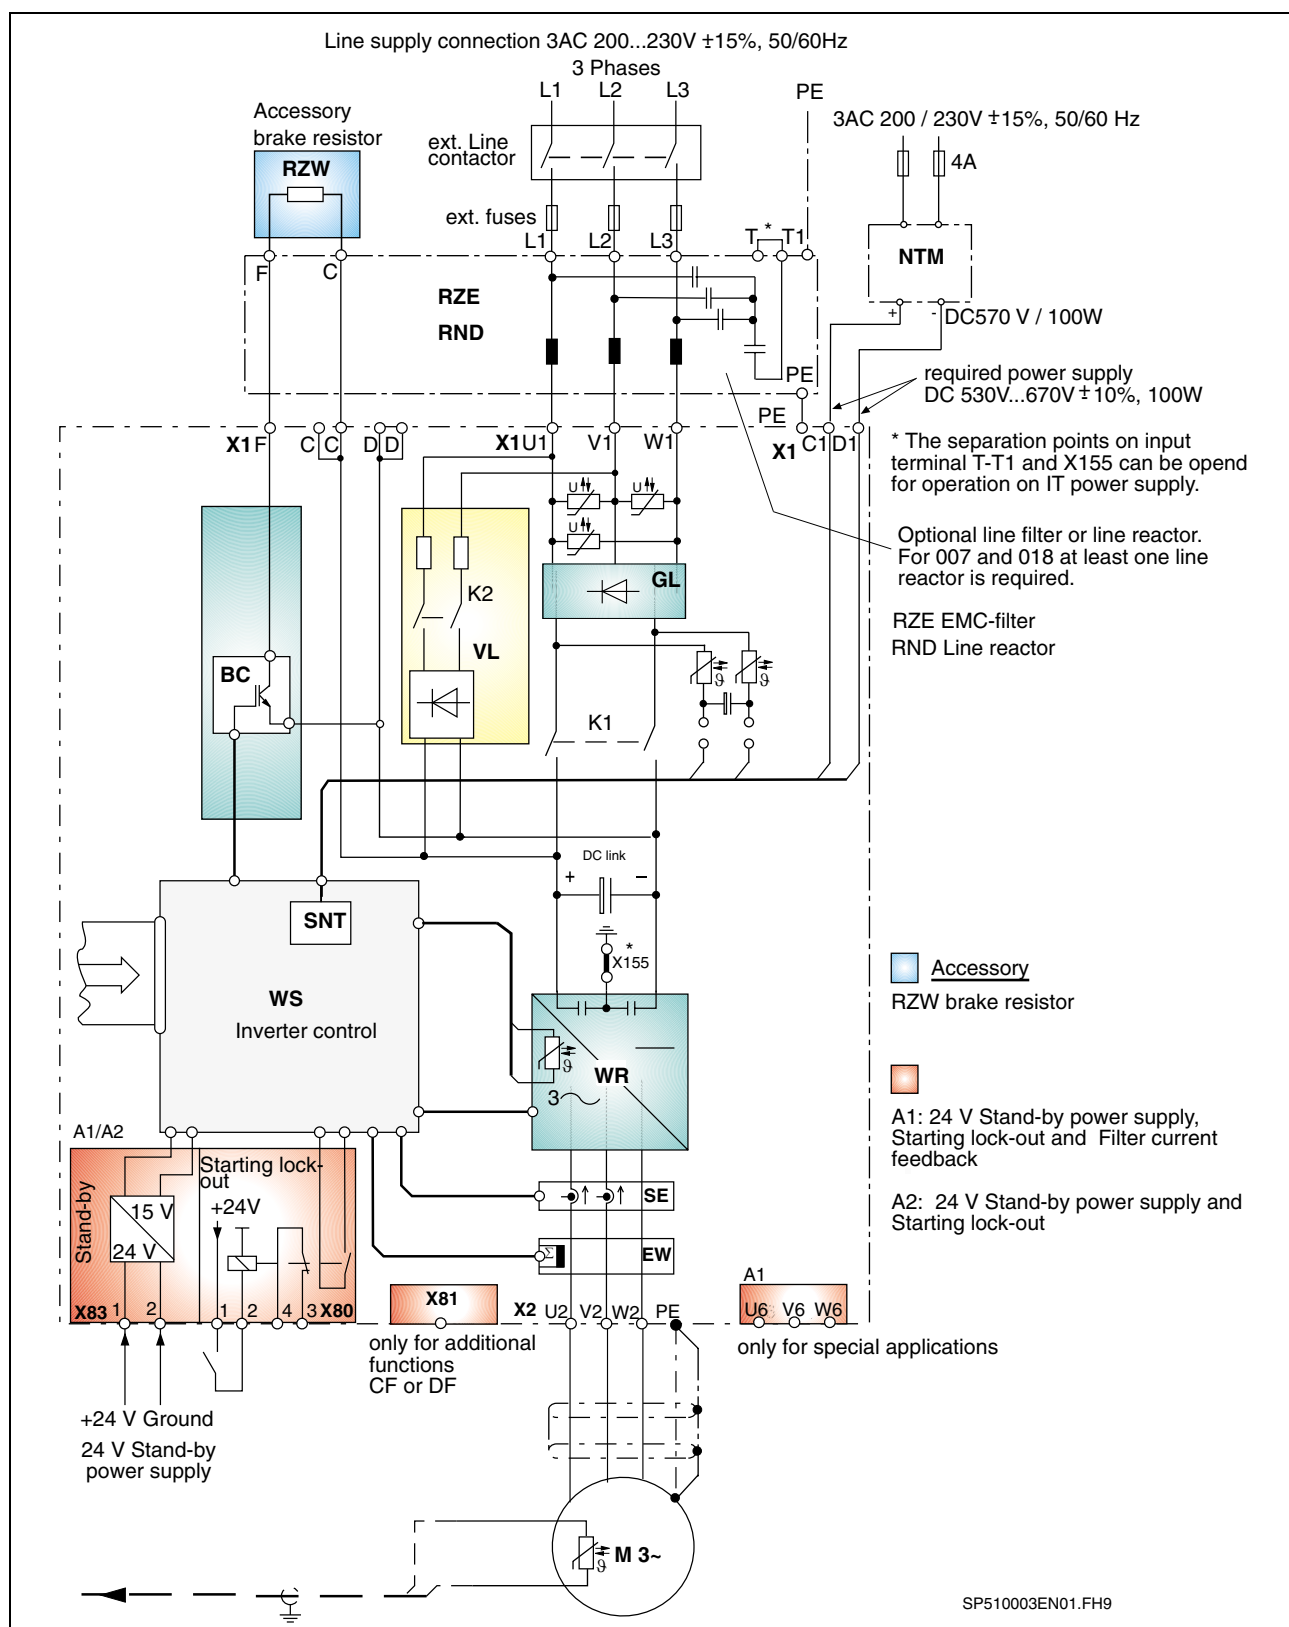 Line supply connection 3AC 200...230V ±15%, 50/60Hz
3 Phases
L1 L2 L3 PE
Accessory
brake resistor
RZW
ext. Line
contactor
3AC 200 / 230V ±15%, 50/60 Hz
4A
ext. fuses
L1 L2 L3 T * T1
NTM
F C
RZE
RND
+ - DC570 V / 100W
PE
required power supply
DC 530V...670V ±10%, 100W
PE
X1 F C C D D X1 U1 V1 W1 X1 C1 D1
* The separation points on input
terminal T-T1 and X155 can be opend
for operation on IT power supply.
U U
U
Optional line filter or line reactor.
For 007 and 018 at least one line
reactor is required.
GL
K2
RZE EMC-filter
RND Line reactor
VL
BC
ϑ ϑ
K1
DC link
+ −
SNT
*
X155
WS
Inverter control
Accessory
RZW brake resistor
ϑ
WR
3
A1/A2
A1: 24 V Stand-by power supply,
Starting lock-out and Filter current
feedback
Starting lock-
out
Stand-by
15 V
24 V
+24V
SE
A2: 24 V Stand-by power supply and
Starting lock-out
Σ
EW
A1
X83 1 2 1 2 4 3 X80
X81
X2 U2 V2 W2 PE
U6 V6 W6
only for additional
functions
CF or DF
only for special applications
+24 V Ground
24 V Stand-by
power supply
M 3~
ϑ
SP510003EN01.FH9